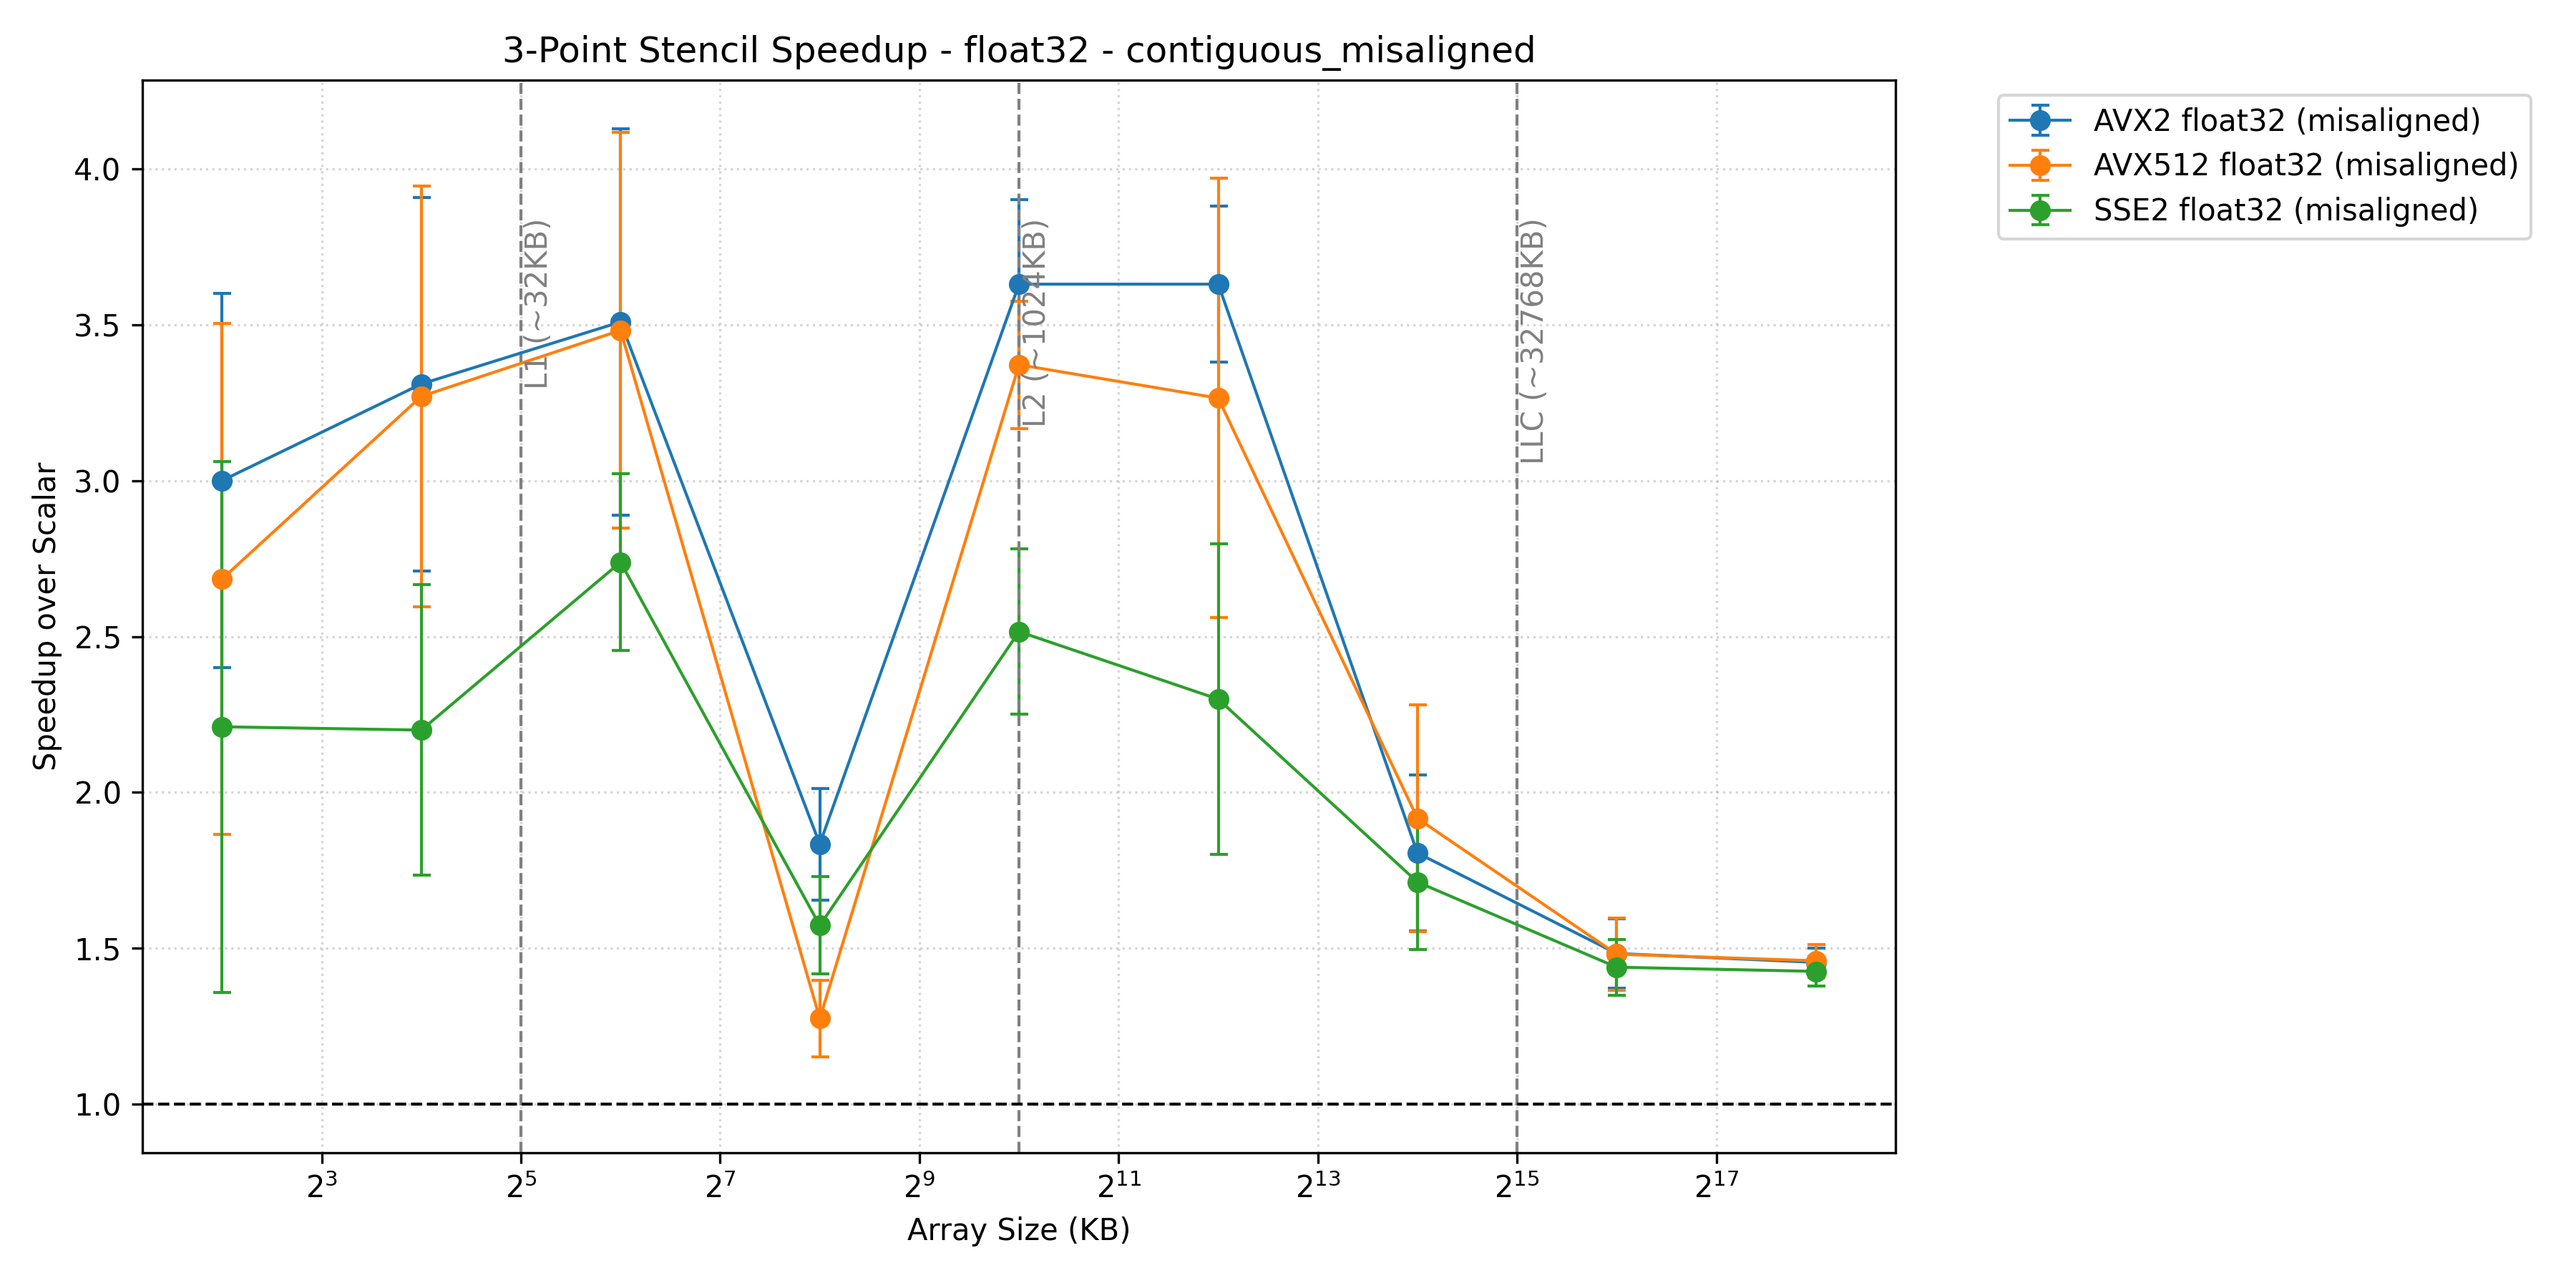 3-Point Stencil Speedup - float32 - contiguous_misaligned
AVX2 float32 (misaligned)
AVX512 float32 (misaligned)
SSE2 float32 (misaligned)
Speedup over Scalar
4.0
3.5
3.0
2.5
2.0
1.5
1.0
L1 (~32KB)
L2 (~1024KB)
LLC (~32768KB)
2³
2⁵
2⁷
2⁹
2¹¹
2¹³
2¹⁵
2¹⁷
Array Size (KB)